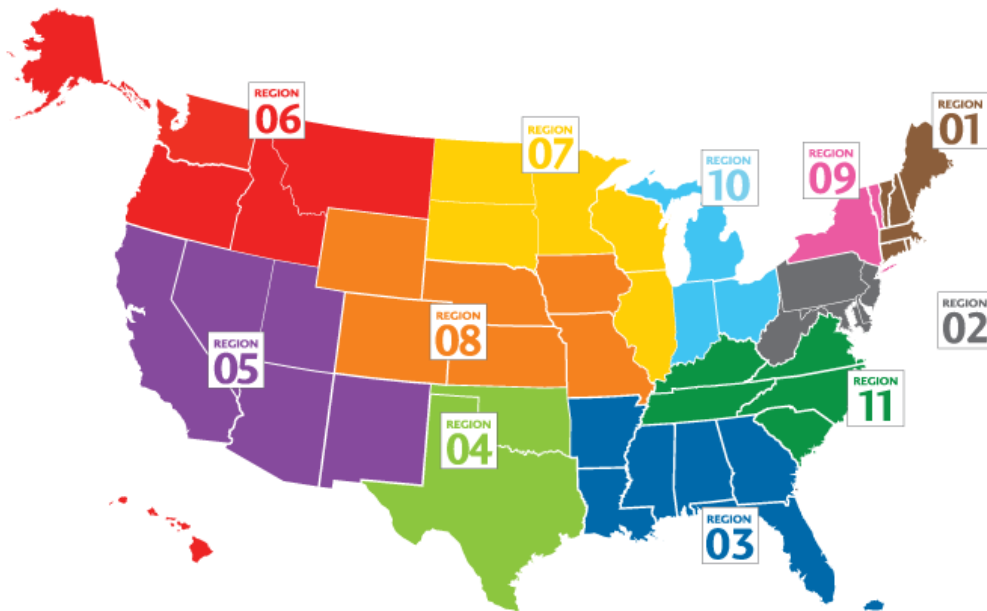 REGION
06
REGION
07
REGION
10
REGION
09
REGION
01
REGION
02
REGION
08
REGION
05
REGION
11
REGION
04
REGION
03